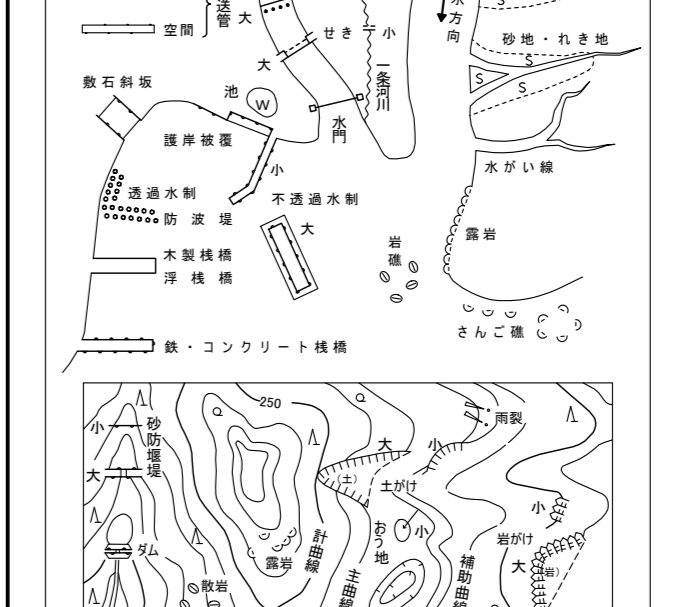 送管
大
空間
敷石斜坂
池
W
護岸被覆
小
透過水制
防波堤
不透過水制
大
木製桟橋
浮桟橋
鉄・コンクリート桟橋
せき
小
大
一条河川
水門
岩礁
水方向
S
砂地・れき地
S
S
水がい線
露岩
さんご礁
小
砂防堰堤
大
ダム
250
散岩
露岩
計曲線
主曲線
大
(土)
土がけ
小
おう地
小
補助曲線
雨裂
小
岩がけ
大
(岩)